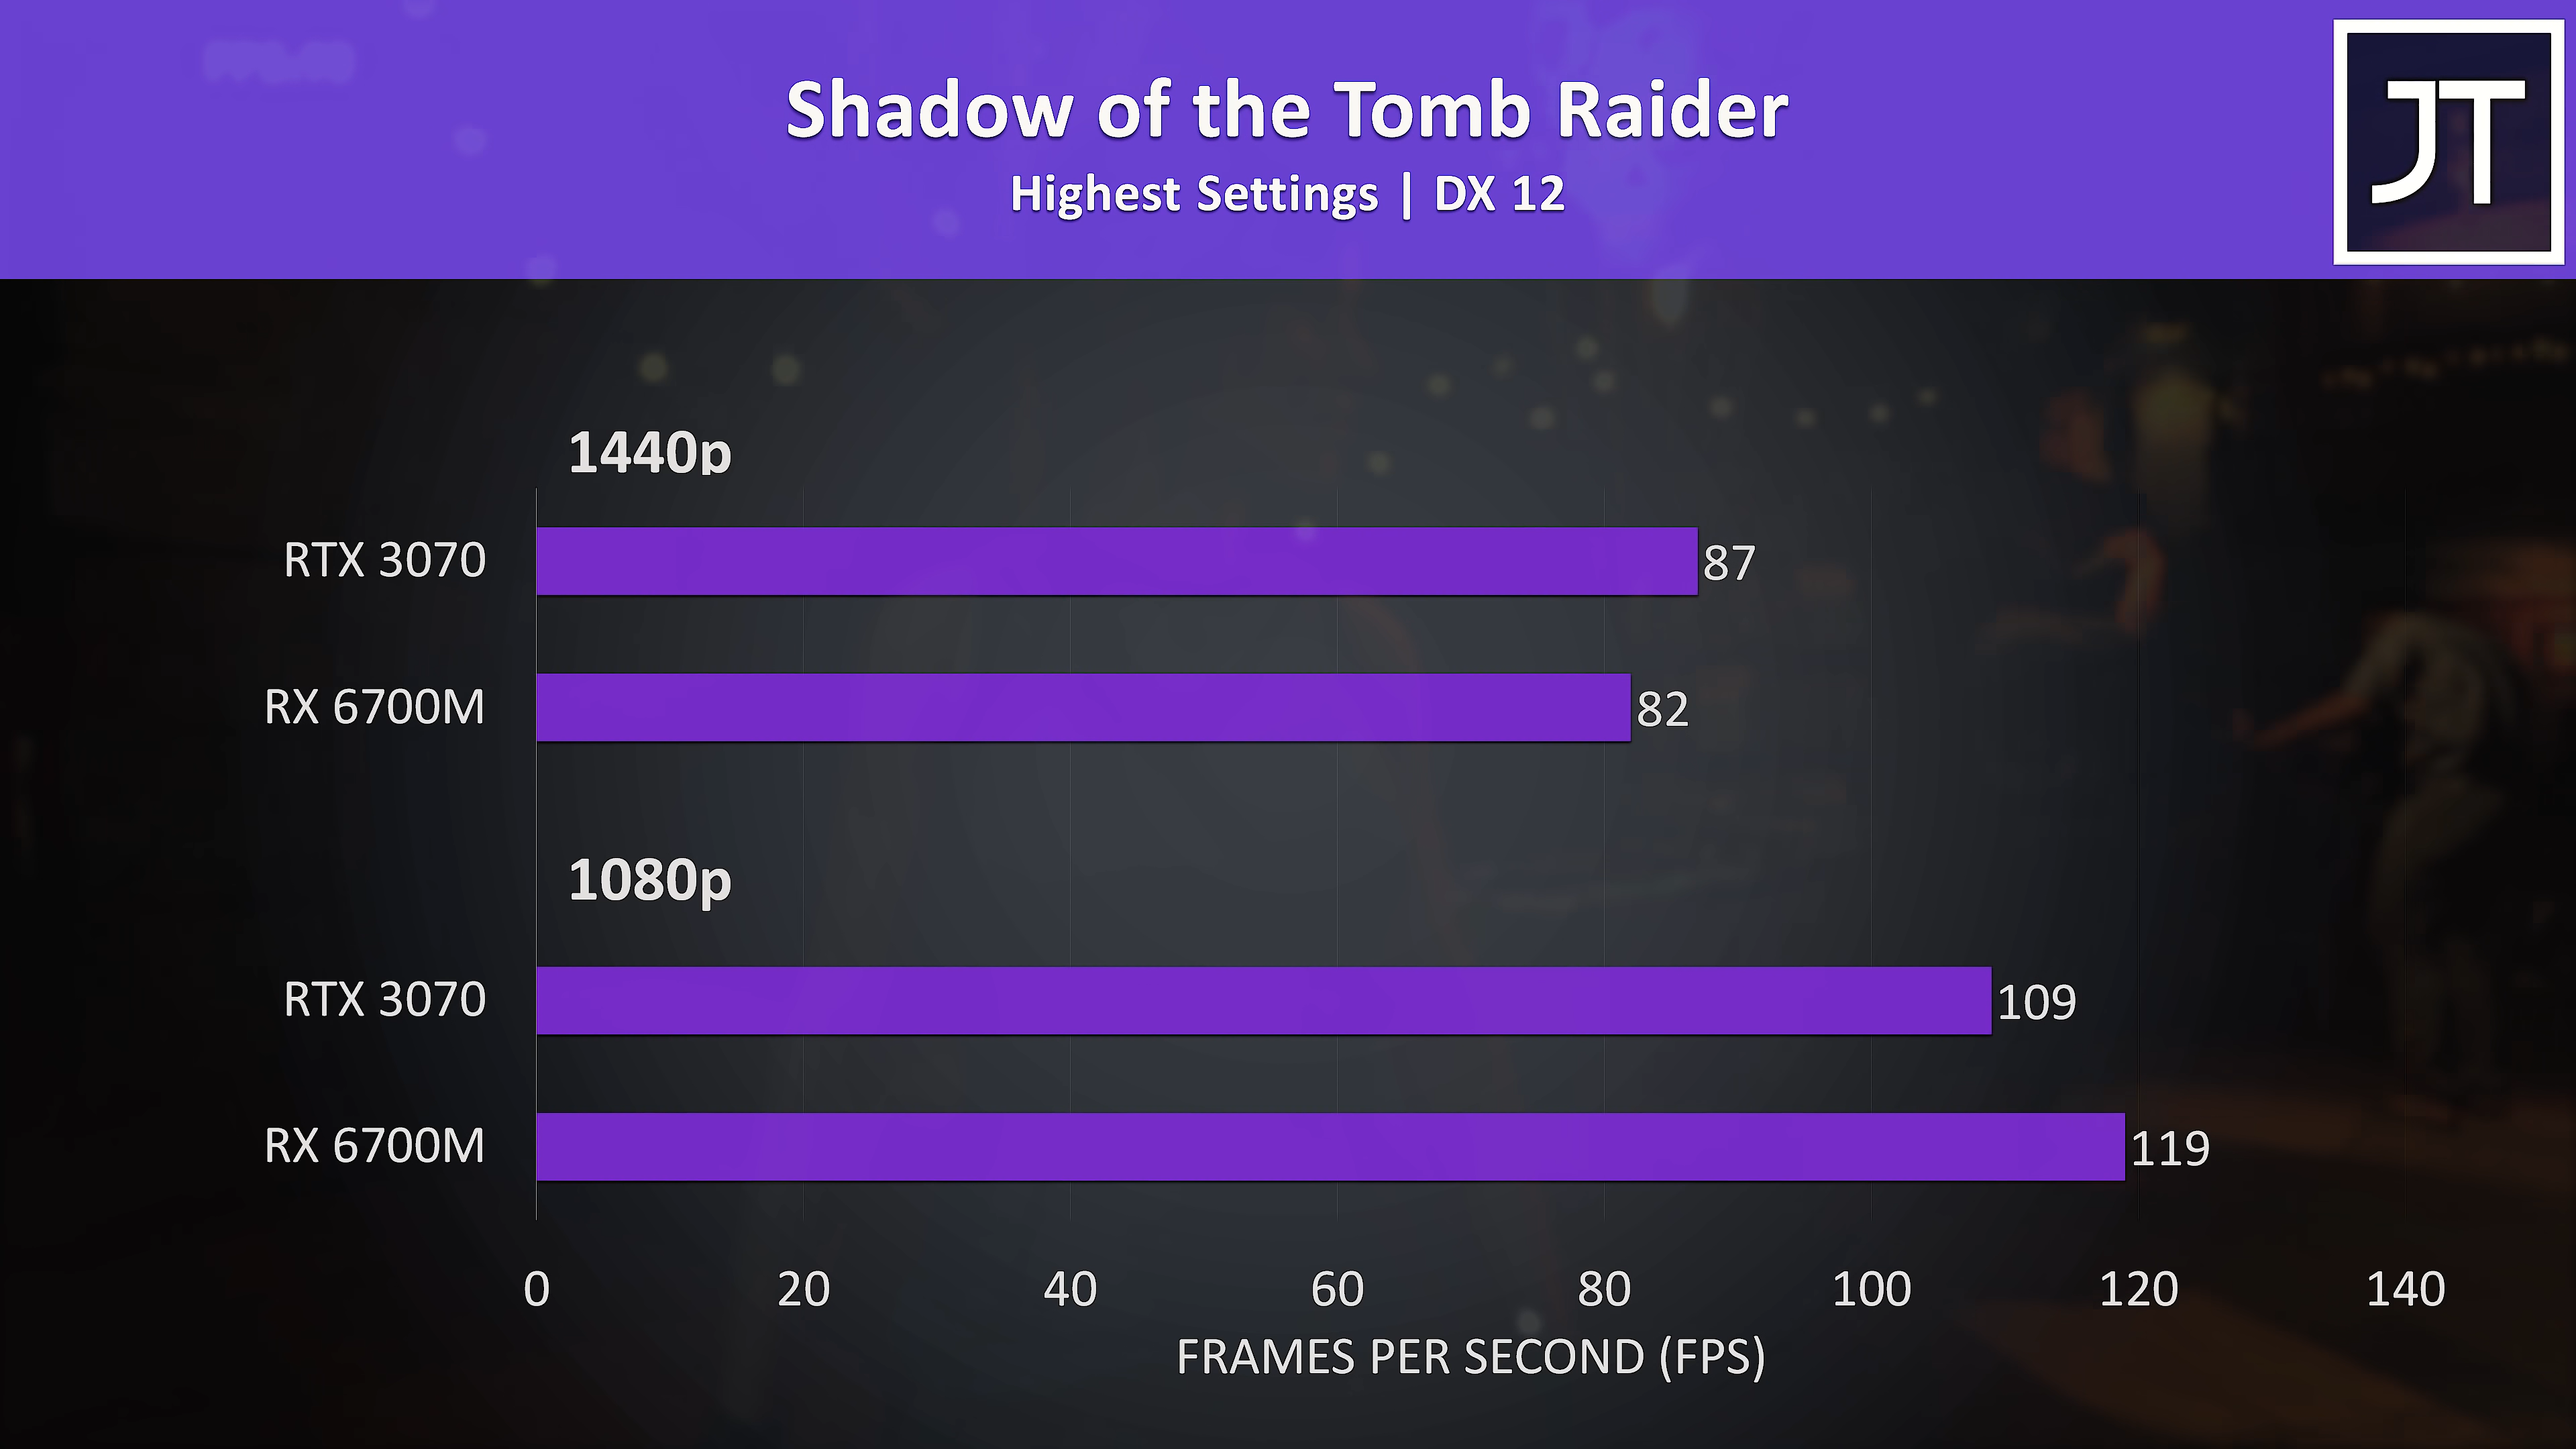 Shadow of the Tomb Raider
Highest Settings | DX 12
JT
1440p
RTX 3070 87
RX 6700M 82
1080p
RTX 3070 109
RX 6700M 119
0 20 40 60 80 100 120 140
FRAMES PER SECOND (FPS)